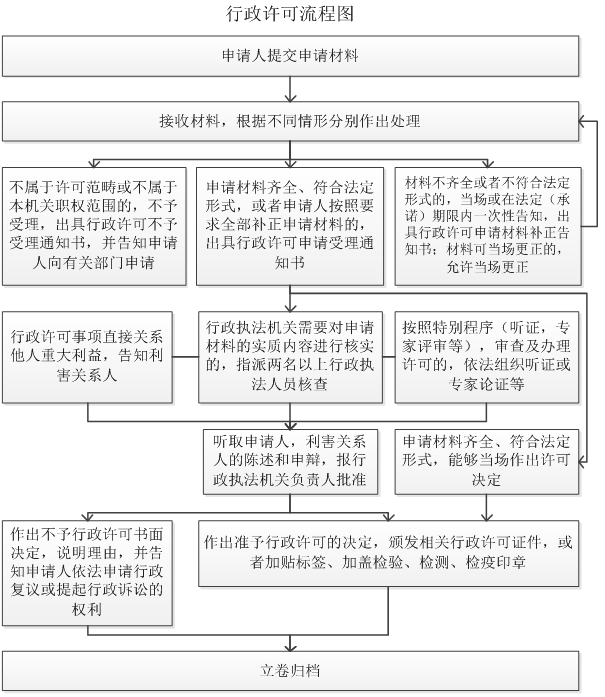 行政许可流程图
申请人提交申请材料
接收材料，根据不同情形分别作出处理
不属于许可范畴或不属于
本机关职权范围的，不予
受理，出具行政许可不予
受理通知书，并告知申请
人向有关部门申请
申请材料齐全、符合法定
形式，或者申请人按照要
求全部补正申请材料的，
出具行政许可申请受理通
知书
材料不齐全或者不符合法定
形式的，当场或在法定（承
诺）期限内一次性告知，出
具行政许可申请材料补正告
知书；材料可当场更正的，
允许当场更正
行政许可事项直接关系
他人重大利益，告知利
害关系人
行政执法机关需要对申请
材料的实质内容进行核实
的，指派两名以上行政执
法人员核查
按照特别程序（听证，专
家评审等），审查及办理
许可的，依法组织听证或
专家论证等
听取申请人，利害关系
人的陈述和申辩，报行
政执法机关负责人批准
申请材料齐全、符合法定
形式，能够当场作出许可
决定
作出不予行政许可书面
决定，说明理由，并告
知申请人依法申请行政
复议或提起行政诉讼的
权利
作出准予行政许可的决定，颁发相关行政许可证件，或
者加贴标签、加盖检验、检测、检疫印章
立卷归档